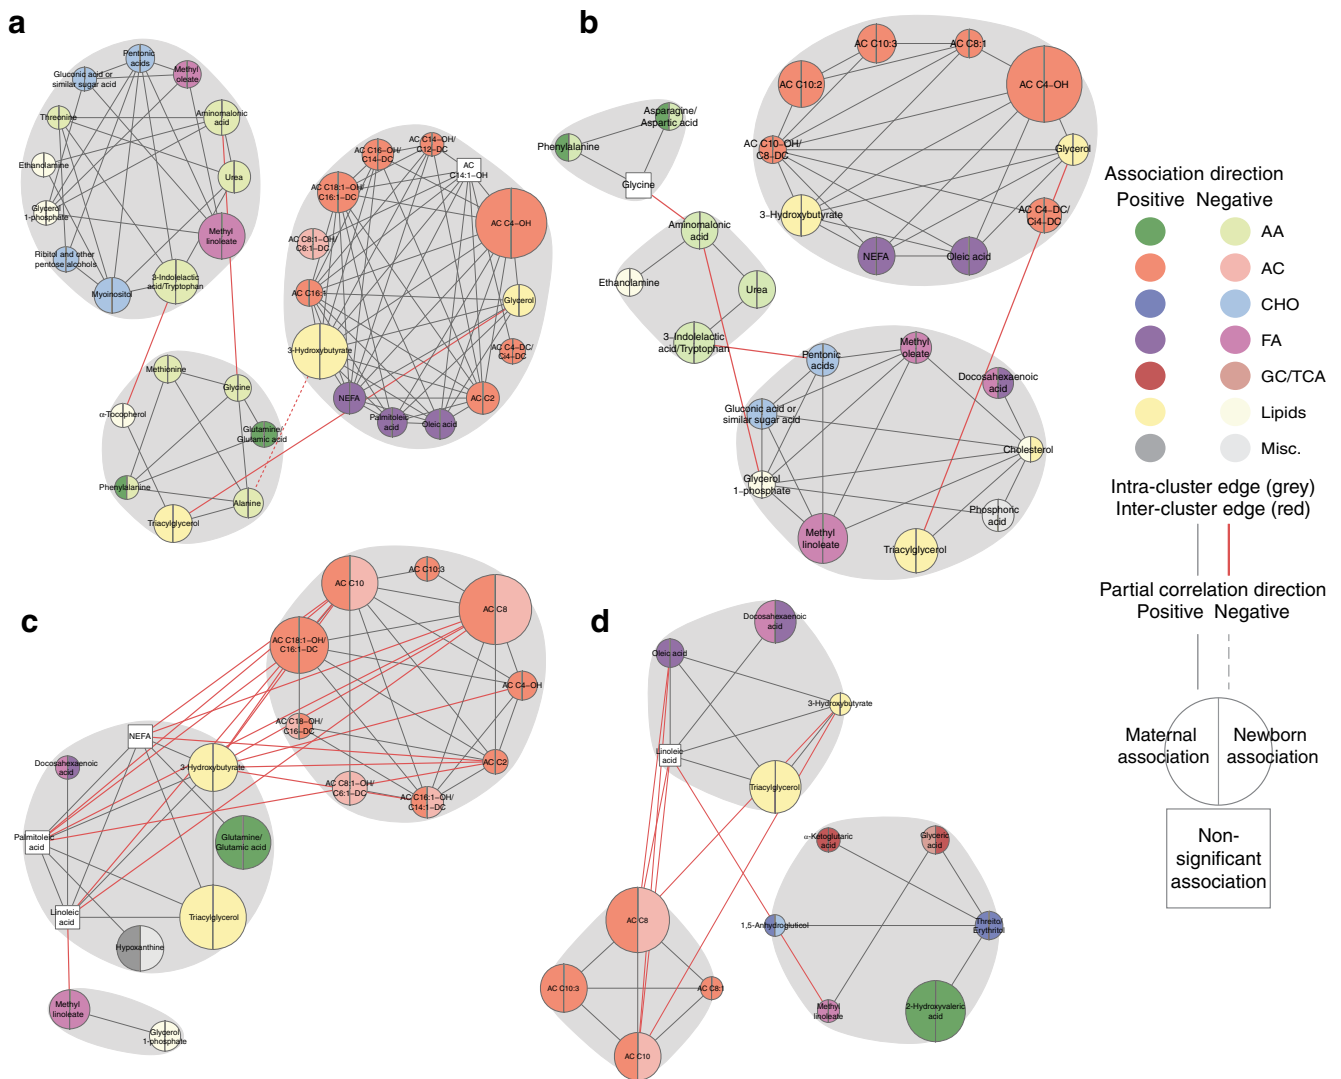 a
Pentonic
acids
Gluconic acid or
similar sugar acid
Methyl
oleate
Threonine
Aminomalonic
acid
Ethanolamine
Urea
Glycerol
1-phosphate
Methyl
linoleate
Ribitol and other
pentose alcohols
Myoinositol
3-Indolelactic
acid/Tryptophan
Methionine
Glycine
α-Tocopherol
Glutamine/
Glutamic acid
Phenylalanine
Alanine
Triacylglycerol
AC C14-OH/
C12-DC
AC C16-OH/
C14-DC
AC
C14:1-OH
AC C18:1-OH/
C16:1-DC
AC C4-OH
AC C8:1-OH/
C6:1-DC
AC C16:1
Glycerol
3-Hydroxybutyrate
AC C4-DC/
Ci4-DC
NEFA
AC C2
Palmitoleic
acid
Oleic acid
b
Asparagine/
Aspartic acid
Phenylalanine
Glycine
Aminomalonic
acid
Ethanolamine
Urea
3-Indolelactic
acid/Tryptophan
AC C10:3
AC C8:1
AC C10:2
AC C4-OH
AC C10-OH/
C8-DC
Glycerol
3-Hydroxybutyrate
AC C4-DC/
Ci4-DC
NEFA
Oleic acid
Pentonic
acids
Methyl
oleate
Docosahexaenoic
acid
Gluconic acid or
similar sugar acid
Cholesterol
Glycerol
1-phosphate
Phosphoric
acid
Methyl
linoleate
Triacylglycerol
c
AC C10
AC C10:3
AC C8
AC C18:1-OH/
C16:1-DC
AC C4-OH
AC C18-OH/
C16-DC
AC C2
AC C8:1-OH/
C6:1-DC
AC C16:1-OH/
C14:1-DC
NEFA
Docosahexaenoic
acid
3-Hydroxybutyrate
Palmitoleic
acid
Glutamine/
Glutamic acid
Linoleic
acid
Triacylglycerol
Hypoxanthine
Methyl
linoleate
Glycerol
1-phosphate
d
Docosahexaenoic
acid
Oleic acid
3-Hydroxybutyrate
Linoleic
acid
Triacylglycerol
α-Ketoglutaric
acid
Glyceric
acid
AC C8
1,5-Anhydroglucitol
Threitol/
Erythritol
AC C10:3
AC C8:1
Methyl
linoleate
2-Hydroxyvaleric
acid
AC C10
Association direction
Positive Negative
AA
AC
CHO
FA
GC/TCA
Lipids
Misc.
Intra-cluster edge (grey)
Inter-cluster edge (red)
Partial correlation direction
Positive Negative
Maternal
association
Newborn
association
Non-
significant
association